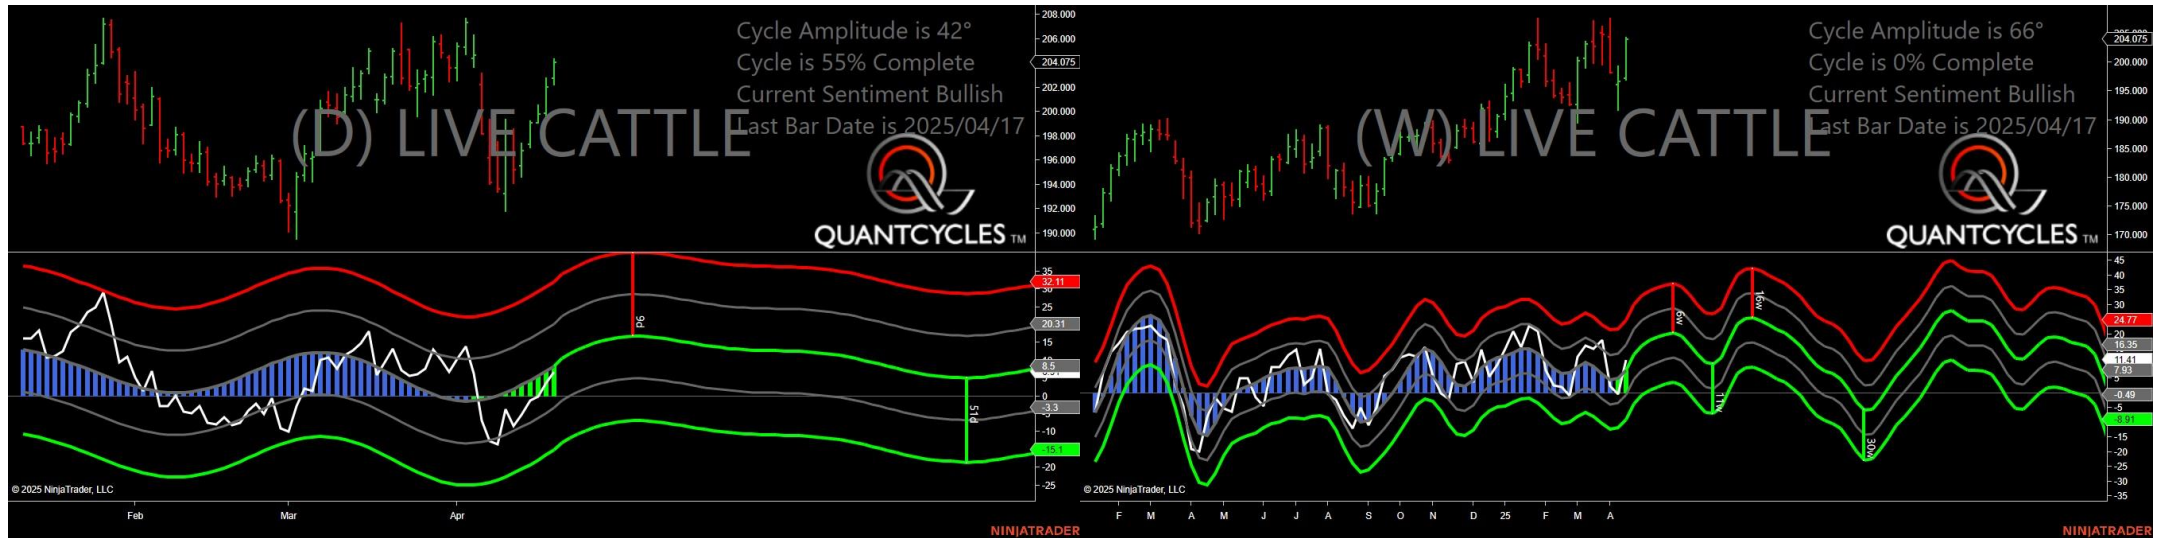 Cycle Amplitude is 42°
Cycle is 55% Complete
Current Sentiment Bullish
Last Bar Date is 2025/04/17
(D) LIVE CATTLE
QUANTCYCLES TM
208.000
206.000
204.075
202.000
200.000
198.000
196.000
194.000
192.000
190.000
35
32.11
25
20.31
15
8.5
5
0
-3.3
-10
-15.1
-20
-25
9d
51d
© 2025 NinjaTrader, LLC
Feb Mar Apr
NINJATRADER
Cycle Amplitude is 66°
Cycle is 0% Complete
Current Sentiment Bullish
Last Bar Date is 2025/04/17
(W) LIVE CATTLE
QUANTCYCLES TM
204.075
200.000
195.000
190.000
185.000
180.000
175.000
170.000
45
40
35
30
24.77
20
16.35
11.41
7.93
5
-0.49
-5
-8.91
-15
-20
-25
-30
-35
6w
16w
11w
30w
© 2025 NinjaTrader, LLC
F M A M J J A S O N D 25 F M A
NINJATRADER